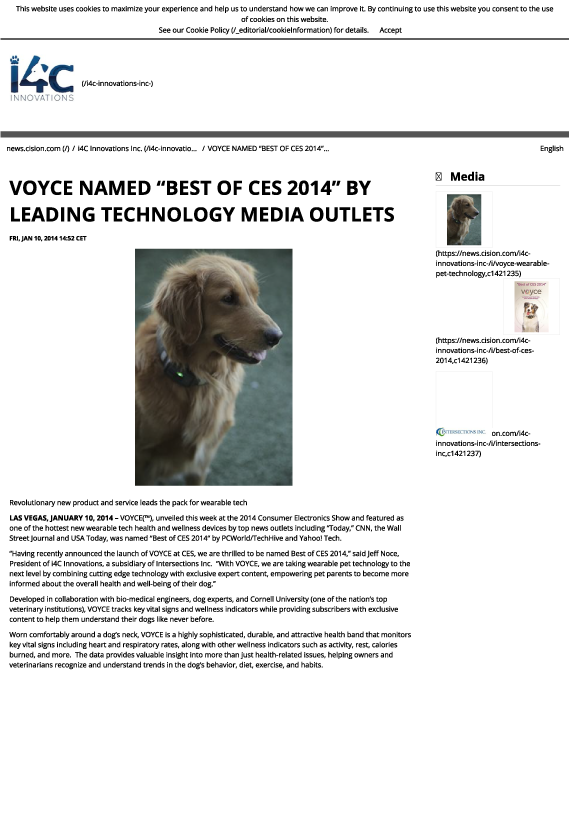 This website uses cookies to maximize your experience and help us to understand how we can improve it. By continuing to use this website you consent to the use
of cookies on this website.
See our Cookie Policy (/_editorial/cookieInformation) for details. Accept
i4c
INNOVATIONS
(/i4c-innovations-inc-)
news.cision.com (/) / i4C Innovations Inc. (/i4c-innovatio... / VOYCE NAMED “BEST OF CES 2014”...
English
VOYCE NAMED “BEST OF CES 2014” BY
LEADING TECHNOLOGY MEDIA OUTLETS
FRI, JAN 10, 2014 14:52 CET
Revolutionary new product and service leads the pack for wearable tech
LAS VEGAS, JANUARY 10, 2014 – VOYCE(™), unveiled this week at the 2014 Consumer Electronics Show and featured as
one of the hottest new wearable tech health and wellness devices by top news outlets including “Today,” CNN, the Wall
Street Journal and USA Today, was named “Best of CES 2014” by PCWorld/TechHive and Yahoo! Tech.
“Having recently announced the launch of VOYCE at CES, we are thrilled to be named Best of CES 2014,” said Jeff Noce,
President of i4C Innovations, a subsidiary of Intersections Inc. “With VOYCE, we are taking wearable pet technology to the
next level by combining cutting edge technology with exclusive expert content, empowering pet parents to become more
informed about the overall health and well-being of their dog.”
Developed in collaboration with bio-medical engineers, dog experts, and Cornell University (one of the nation’s top
veterinary institutions), VOYCE tracks key vital signs and wellness indicators while providing subscribers with exclusive
content to help them understand their dogs like never before.
Worn comfortably around a dog’s neck, VOYCE is a highly sophisticated, durable, and attractive health band that monitors
key vital signs including heart and respiratory rates, along with other wellness indicators such as activity, rest, calories
burned, and more. The data provides valuable insight into more than just health-related issues, helping owners and
veterinarians recognize and understand trends in the dog’s behavior, diet, exercise, and habits.
Media
(https://news.cision.com/i4c-
innovations-inc-/i/voyce-wearable-
pet-technology,c1421235)
"Best of CES 2014"
voyce
(https://news.cision.com/i4c-
innovations-inc-/i/best-of-ces-
2014,c1421236)
INTERSECTIONS INC.
on.com/i4c-
innovations-inc-/i/intersections-
inc,c1421237)